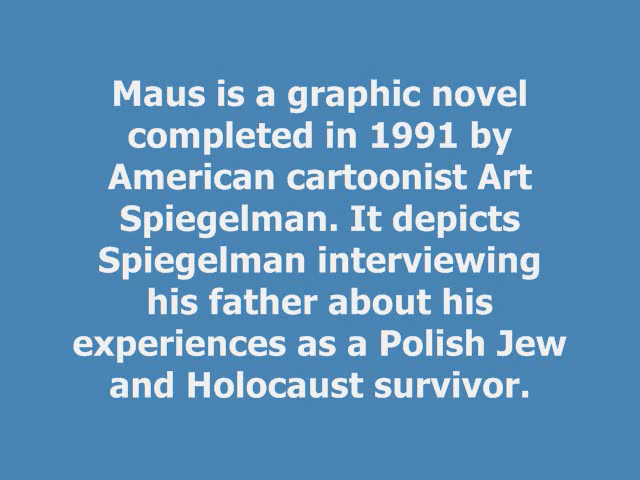 Maus is a graphic novel
completed in 1991 by
American cartoonist Art
Spiegelman. It depicts
Spiegelman interviewing
his father about his
experiences as a Polish Jew
and Holocaust survivor.